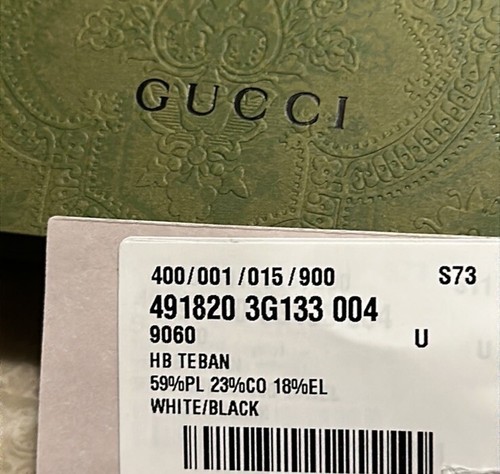 GUCCI
400/001/015/900 S73
491820 3G133 004
9060 U
HB TEBAN
59%PL 23%CO 18%EL
WHITE/BLACK